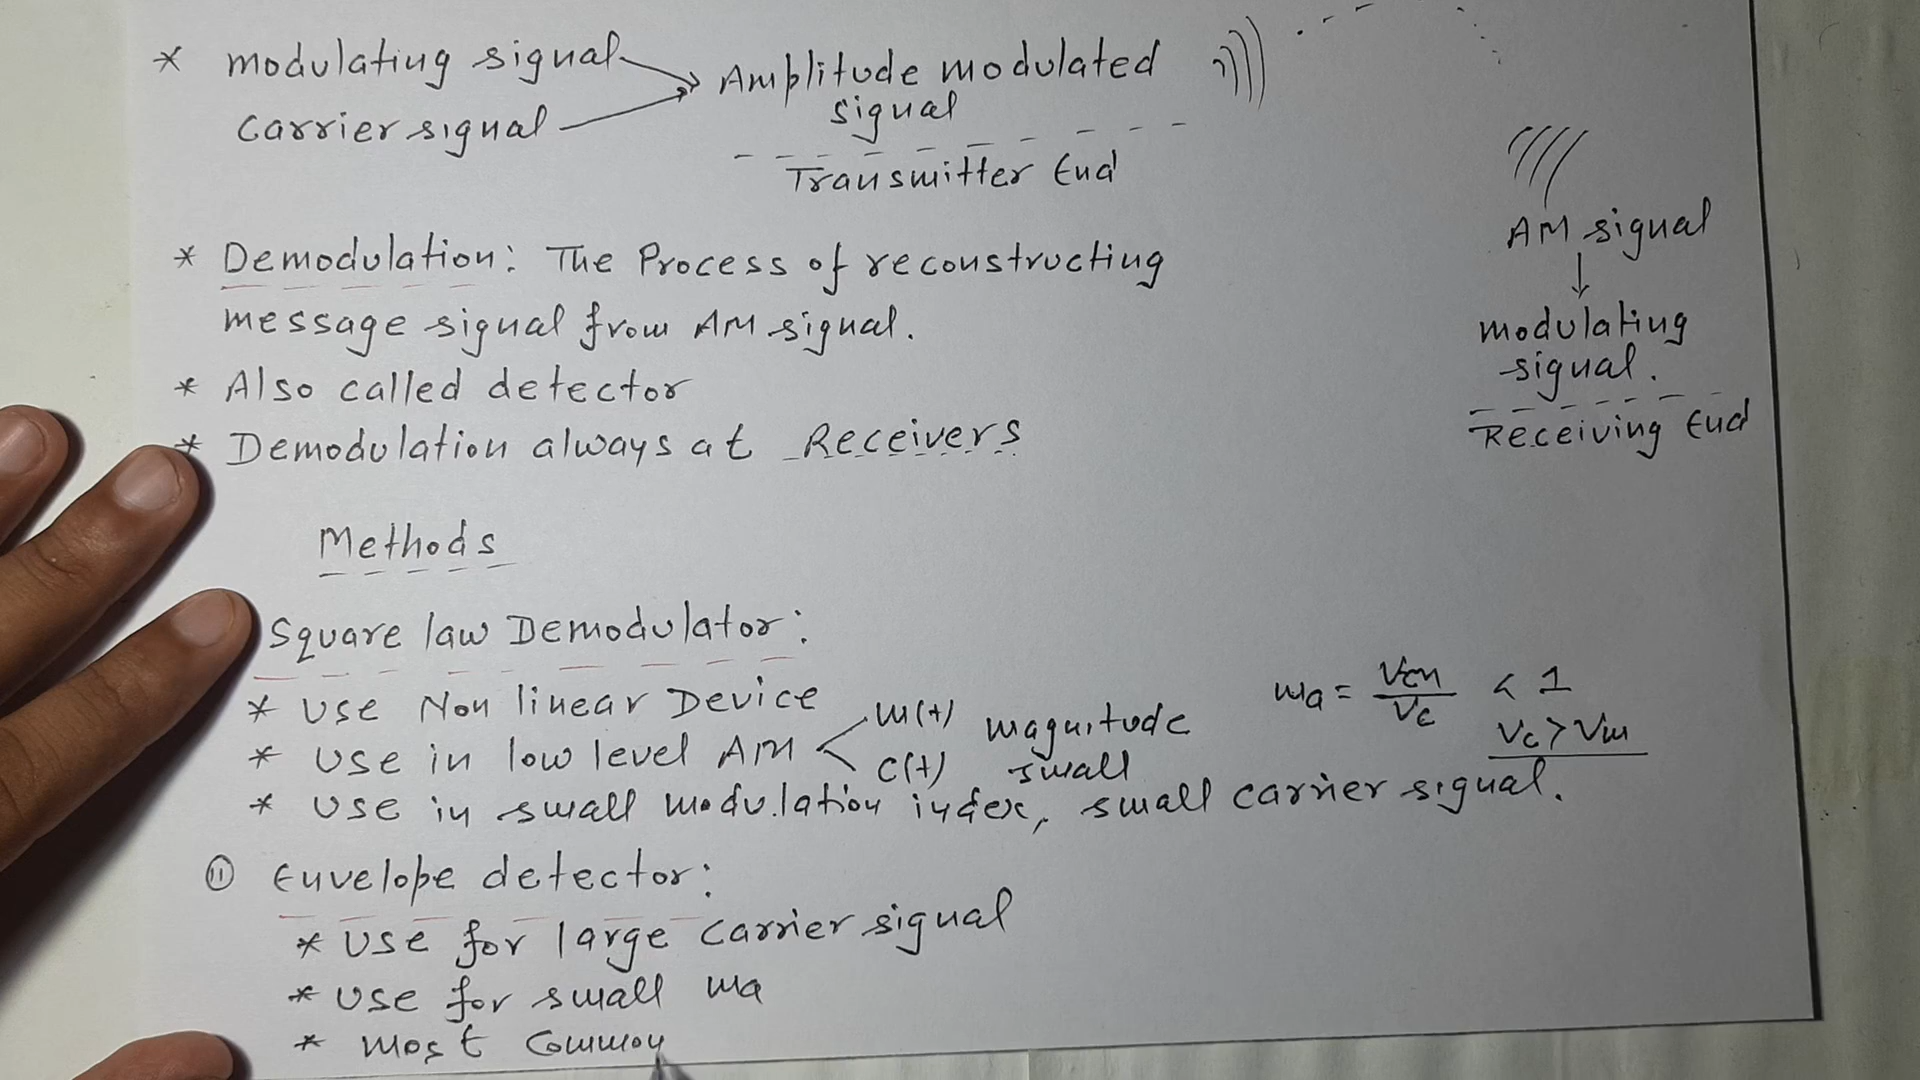 * modulating signal
carrier signal
Amplitude modulated
signal
Transmitter End
AM signal
modulating
signal.
Receiving End
* Demodulation: The Process of reconstructing
message signal from AM signal.
* Also called detector
* Demodulation always at Receivers
Methods
Square law Demodulator:
* Use Non linear Device
* Use in low level AM < m(t) magnitude
c(t) small
ma = Vm/Vc < 1
Vc > Vm
* Use in small modulation index, small carrier signal.
(ii) Envelope detector:
* Use for large carrier signal
* Use for small ma
* most common